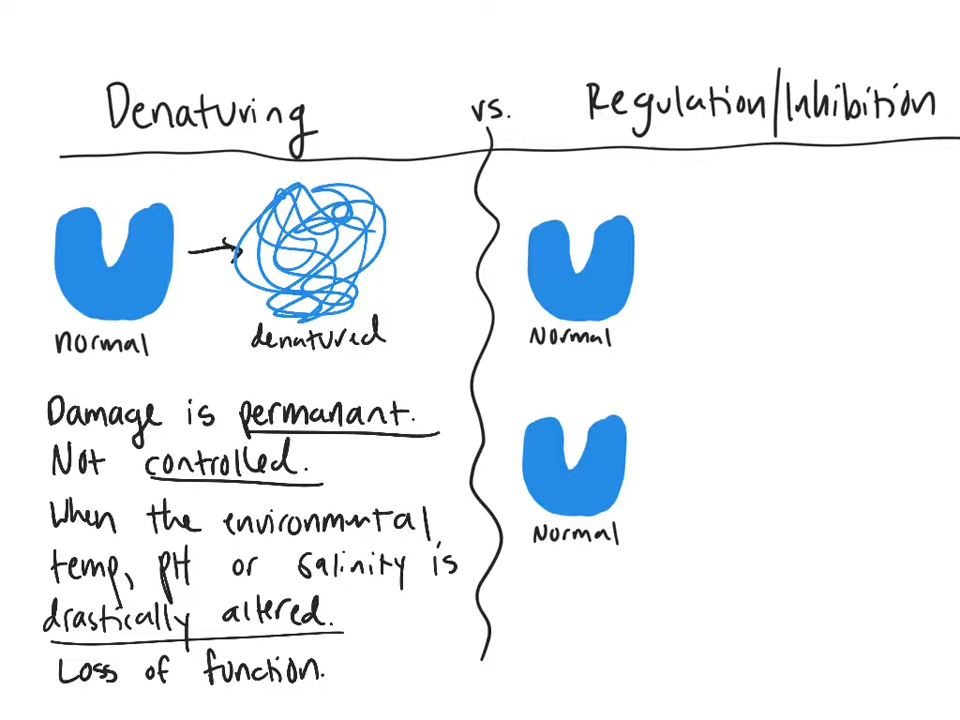 Denaturing vs. Regulation/Inhibition
normal
denatured
Normal
Damage is permanant.
Not controlled.
When the environmental
temp, pH or salinity is
drastically altered.
Loss of function.
Normal